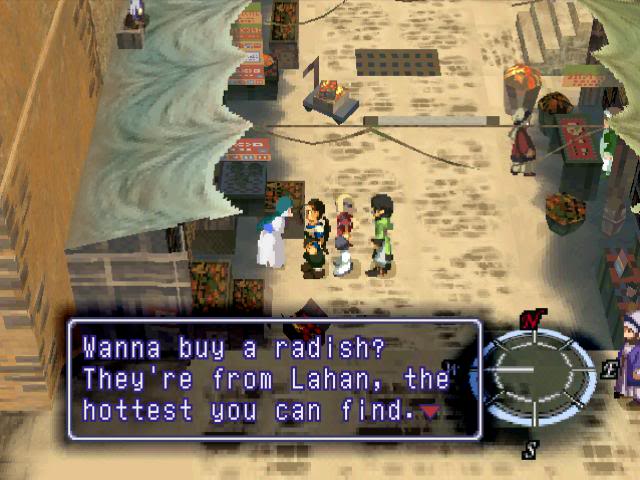 Wanna buy a radish?
They're from Lahan, the
hottest you can find.
N
S